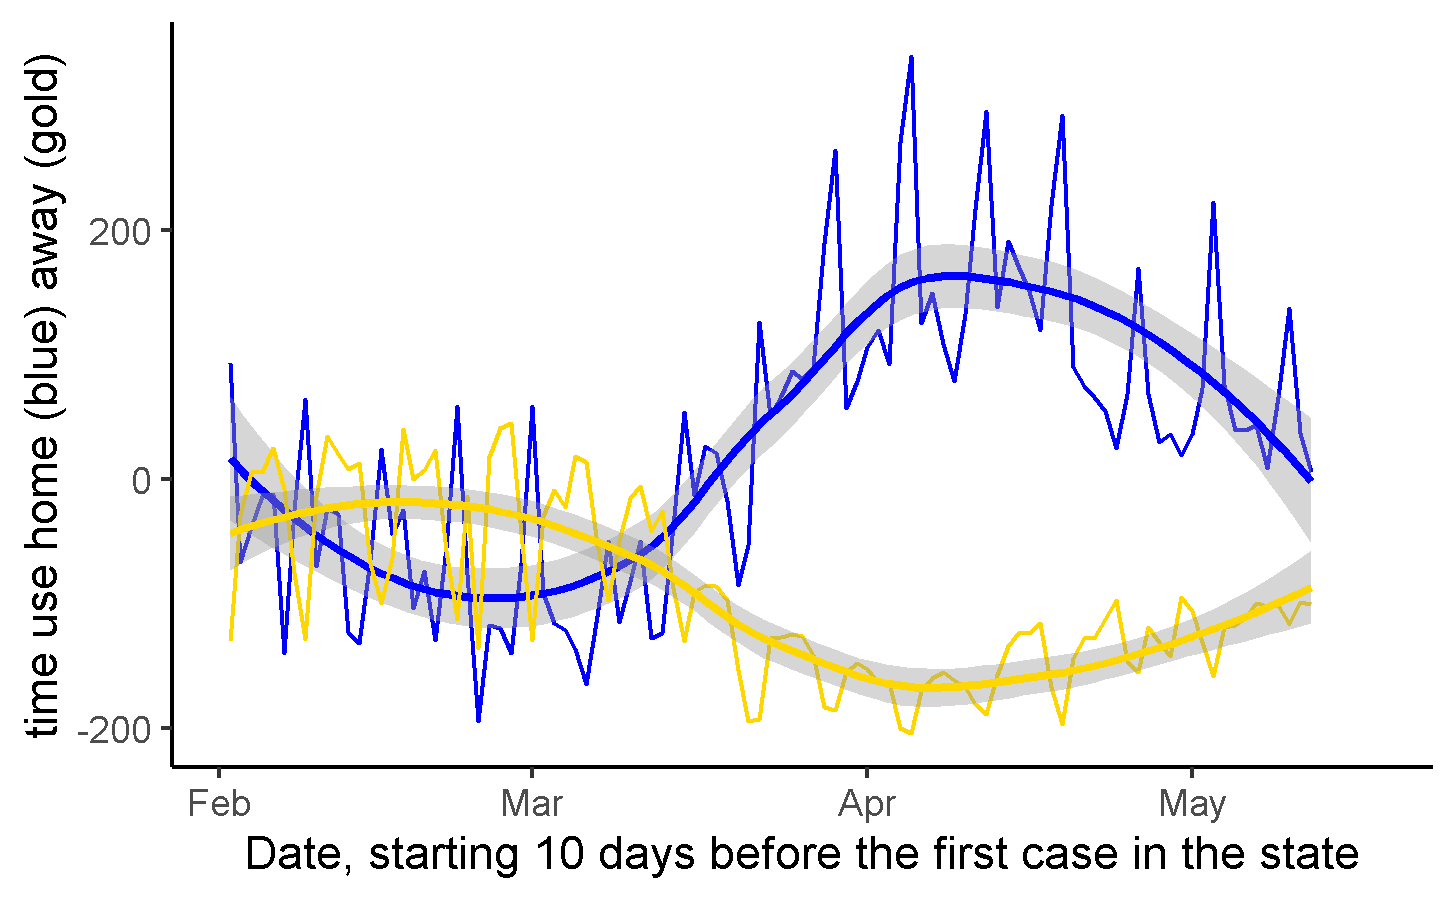 time use home (blue) away (gold)
200
0
-200
Feb
Mar
Apr
May
Date, starting 10 days before the first case in the state